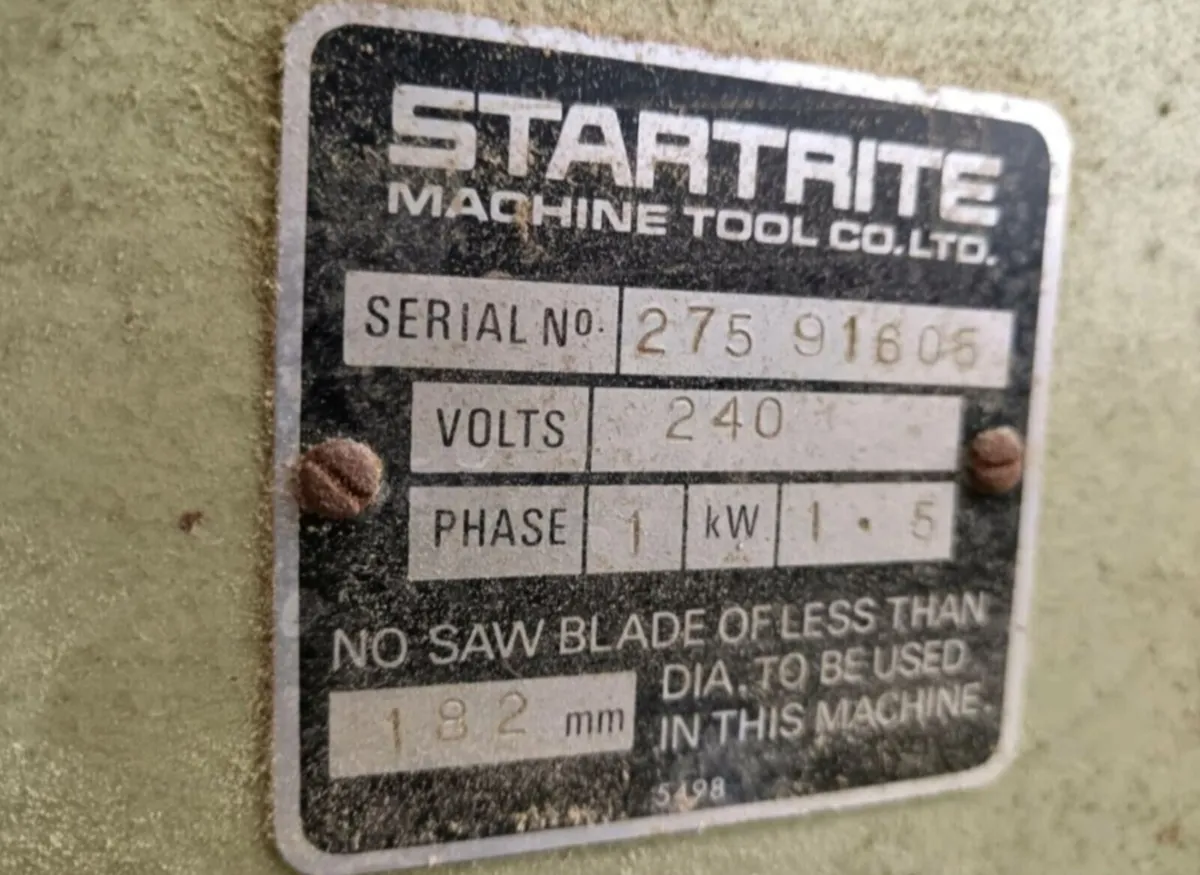 STARTRITE
MACHINE TOOL CO. LTD.
SERIAL No. 275 91605
VOLTS 240
PHASE 1 kW 1.5
NO SAW BLADE OF LESS THAN
182 mm DIA. TO BE USED
IN THIS MACHINE.
5498